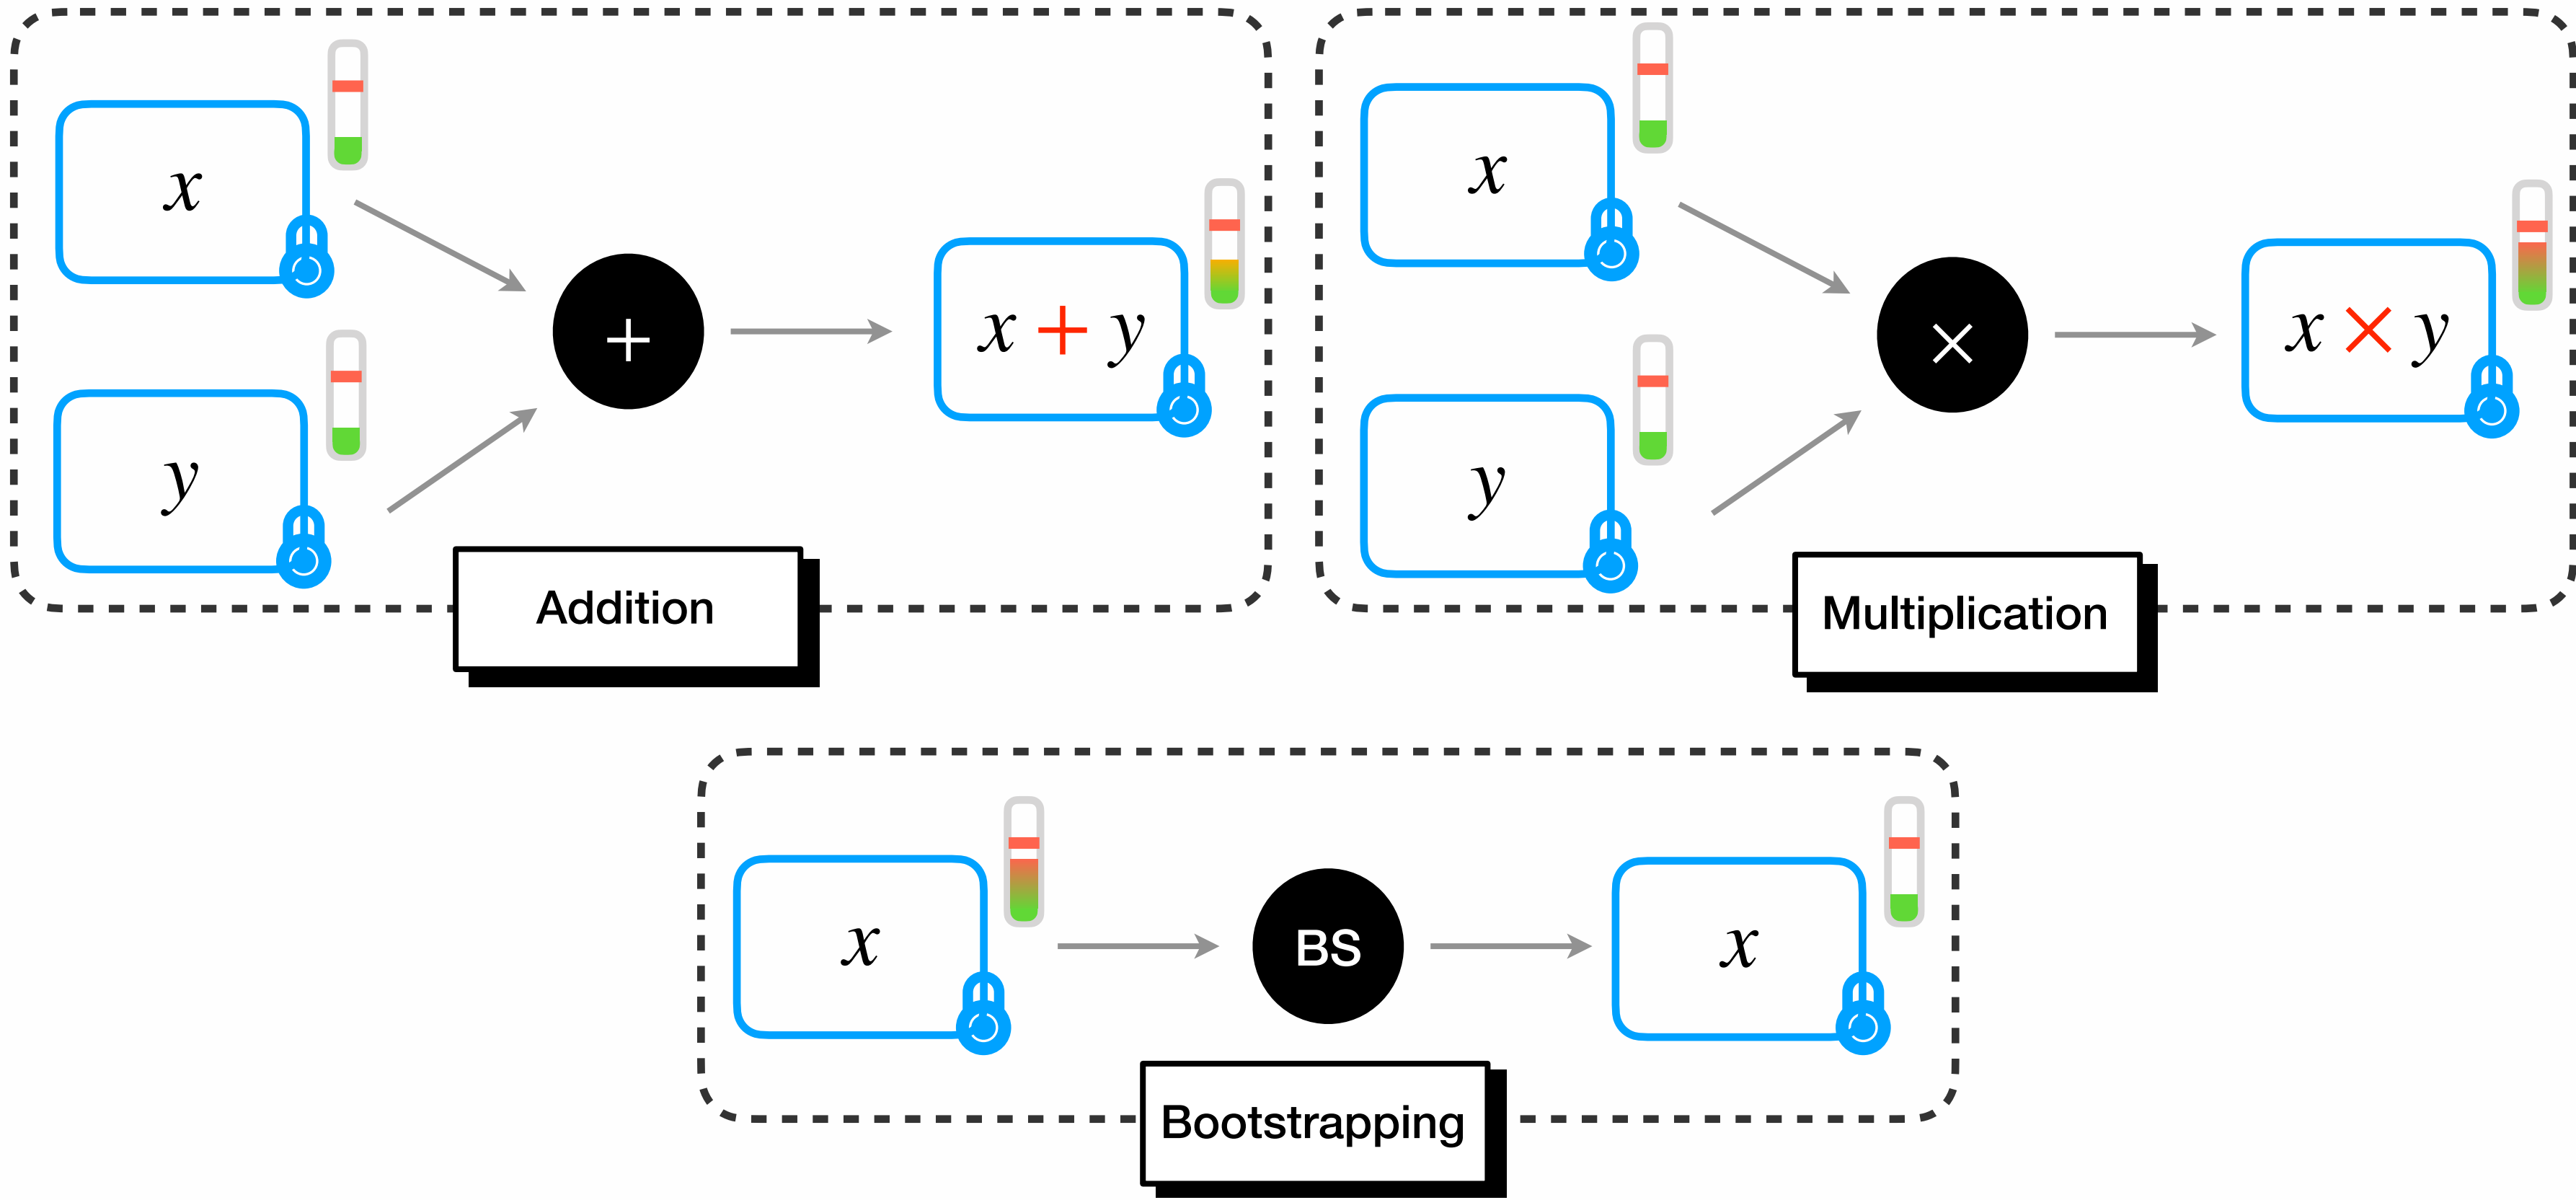 x
y
+
x + y
Addition
x
y
×
x × y
Multiplication
x
BS
x
Bootstrapping